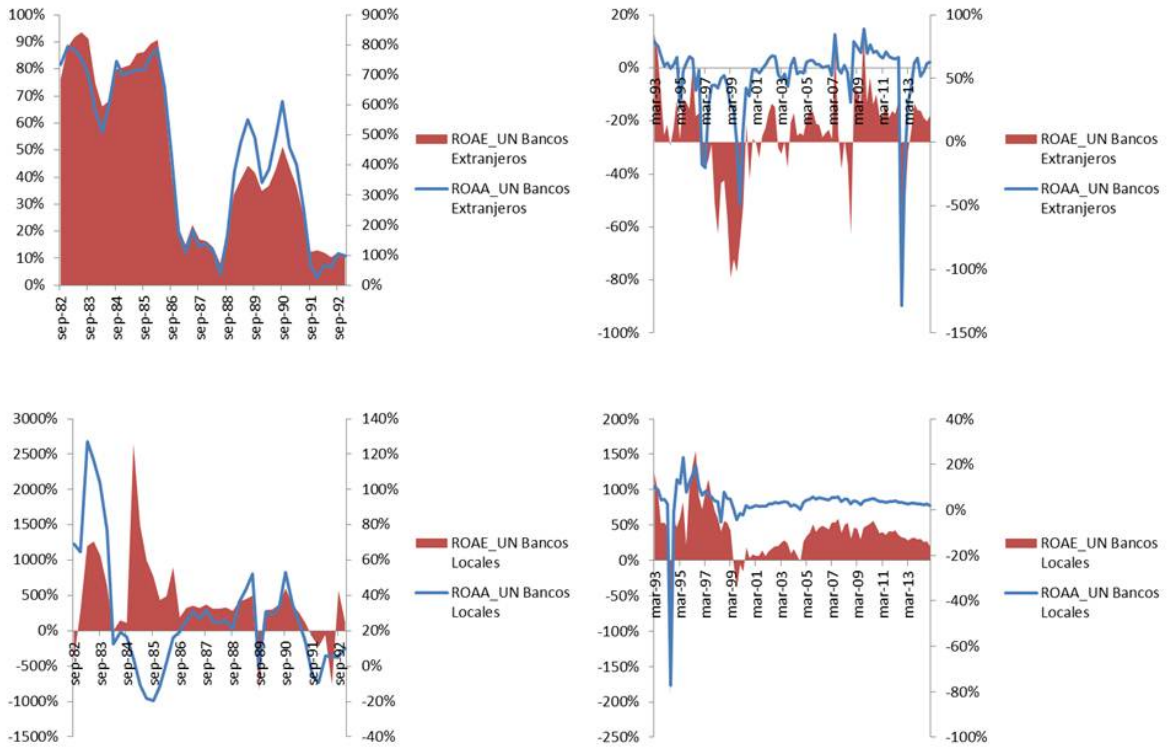 100%
90%
80%
70%
60%
50%
40%
30%
20%
10%
0%
900%
800%
700%
600%
500%
400%
300%
200%
100%
0%
sep-82
sep-83
sep-84
sep-85
sep-86
sep-87
sep-88
sep-89
sep-90
sep-91
sep-92
ROAE_UN Bancos
Extranjeros
ROAA_UN Bancos
Extranjeros
20%
0%
-20%
-40%
-60%
-80%
-100%
100%
50%
0%
-50%
-100%
-150%
mar-93
mar-95
mar-97
mar-99
mar-01
mar-03
mar-05
mar-07
mar-09
mar-11
mar-13
ROAE_UN Bancos
Extranjeros
ROAA_UN Bancos
Extranjeros
3000%
2500%
2000%
1500%
1000%
500%
0%
-500%
-1000%
-1500%
140%
120%
100%
80%
60%
40%
20%
0%
-20%
-40%
sep-82
sep-83
sep-84
sep-85
sep-86
sep-87
sep-88
sep-89
sep-90
sep-91
sep-92
ROAE_UN Bancos
Locales
ROAA_UN Bancos
Locales
200%
150%
100%
50%
0%
-50%
-100%
-150%
-200%
-250%
40%
20%
0%
-20%
-40%
-60%
-80%
-100%
mar-93
mar-95
mar-97
mar-99
mar-01
mar-03
mar-05
mar-07
mar-09
mar-11
mar-13
ROAE_UN Bancos
Locales
ROAA_UN Bancos
Locales